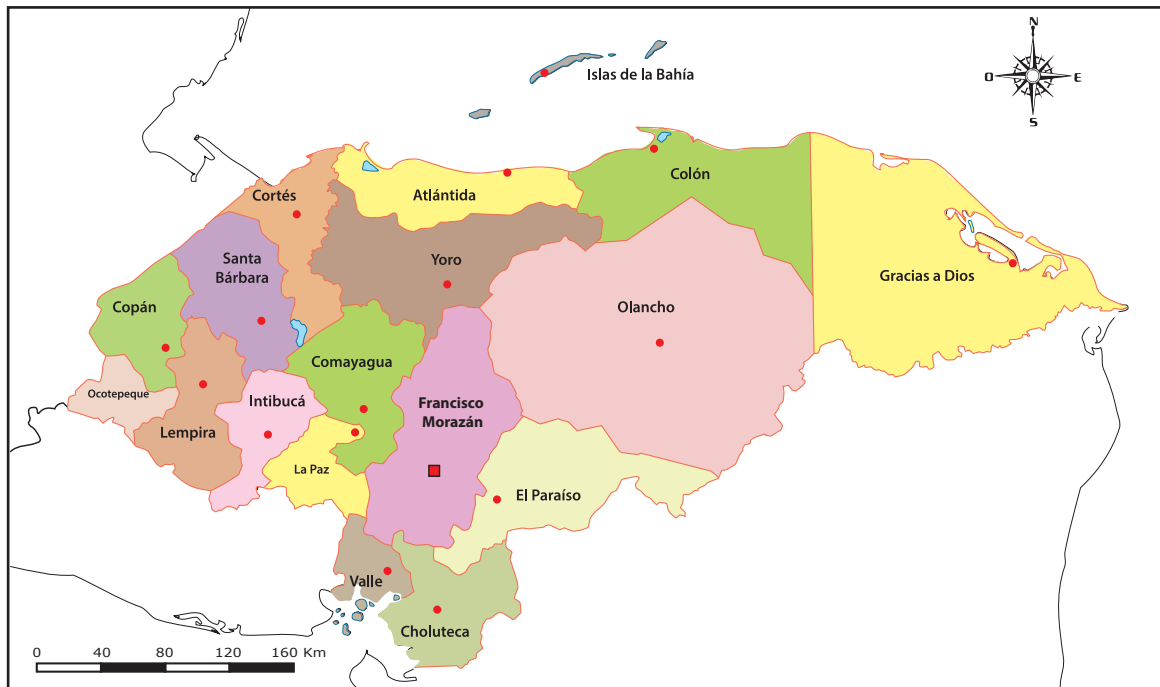 N
Islas de la Bahía
O
E
S
Colón
Cortés
Atlántida
Santa
Bárbara
Yoro
Gracias a Dios
Copán
Olancho
Comayagua
Ocotepeque
Intibucá
Francisco
Morazán
Lempira
La Paz
El Paraíso
Valle
Choluteca
0 40 80 120 160 Km